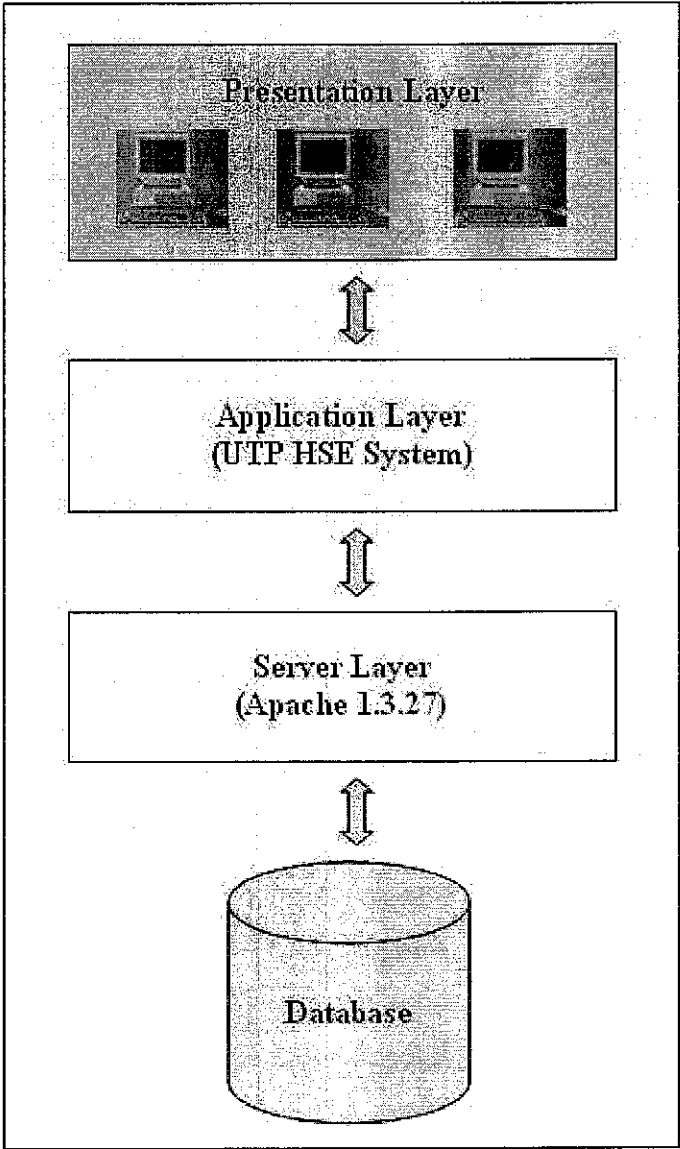 Presentation Layer
Application Layer
(UTP HSE System)
Server Layer
(Apache 1.3.27)
Database